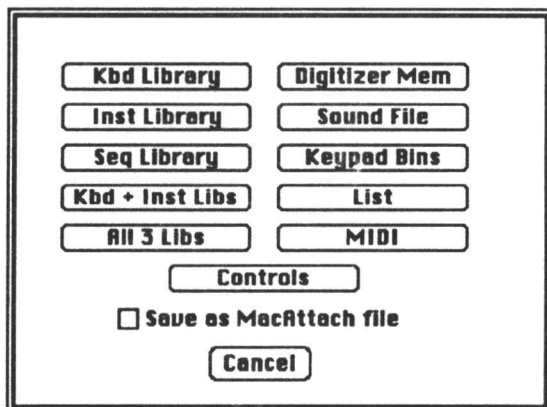 Kbd Library Digitizer Mem
Inst Library Sound File
Seq Library Keypad Bins
Kbd + Inst Libs List
All 3 Libs MIDI
Controls
Save as MacAttach file
Cancel